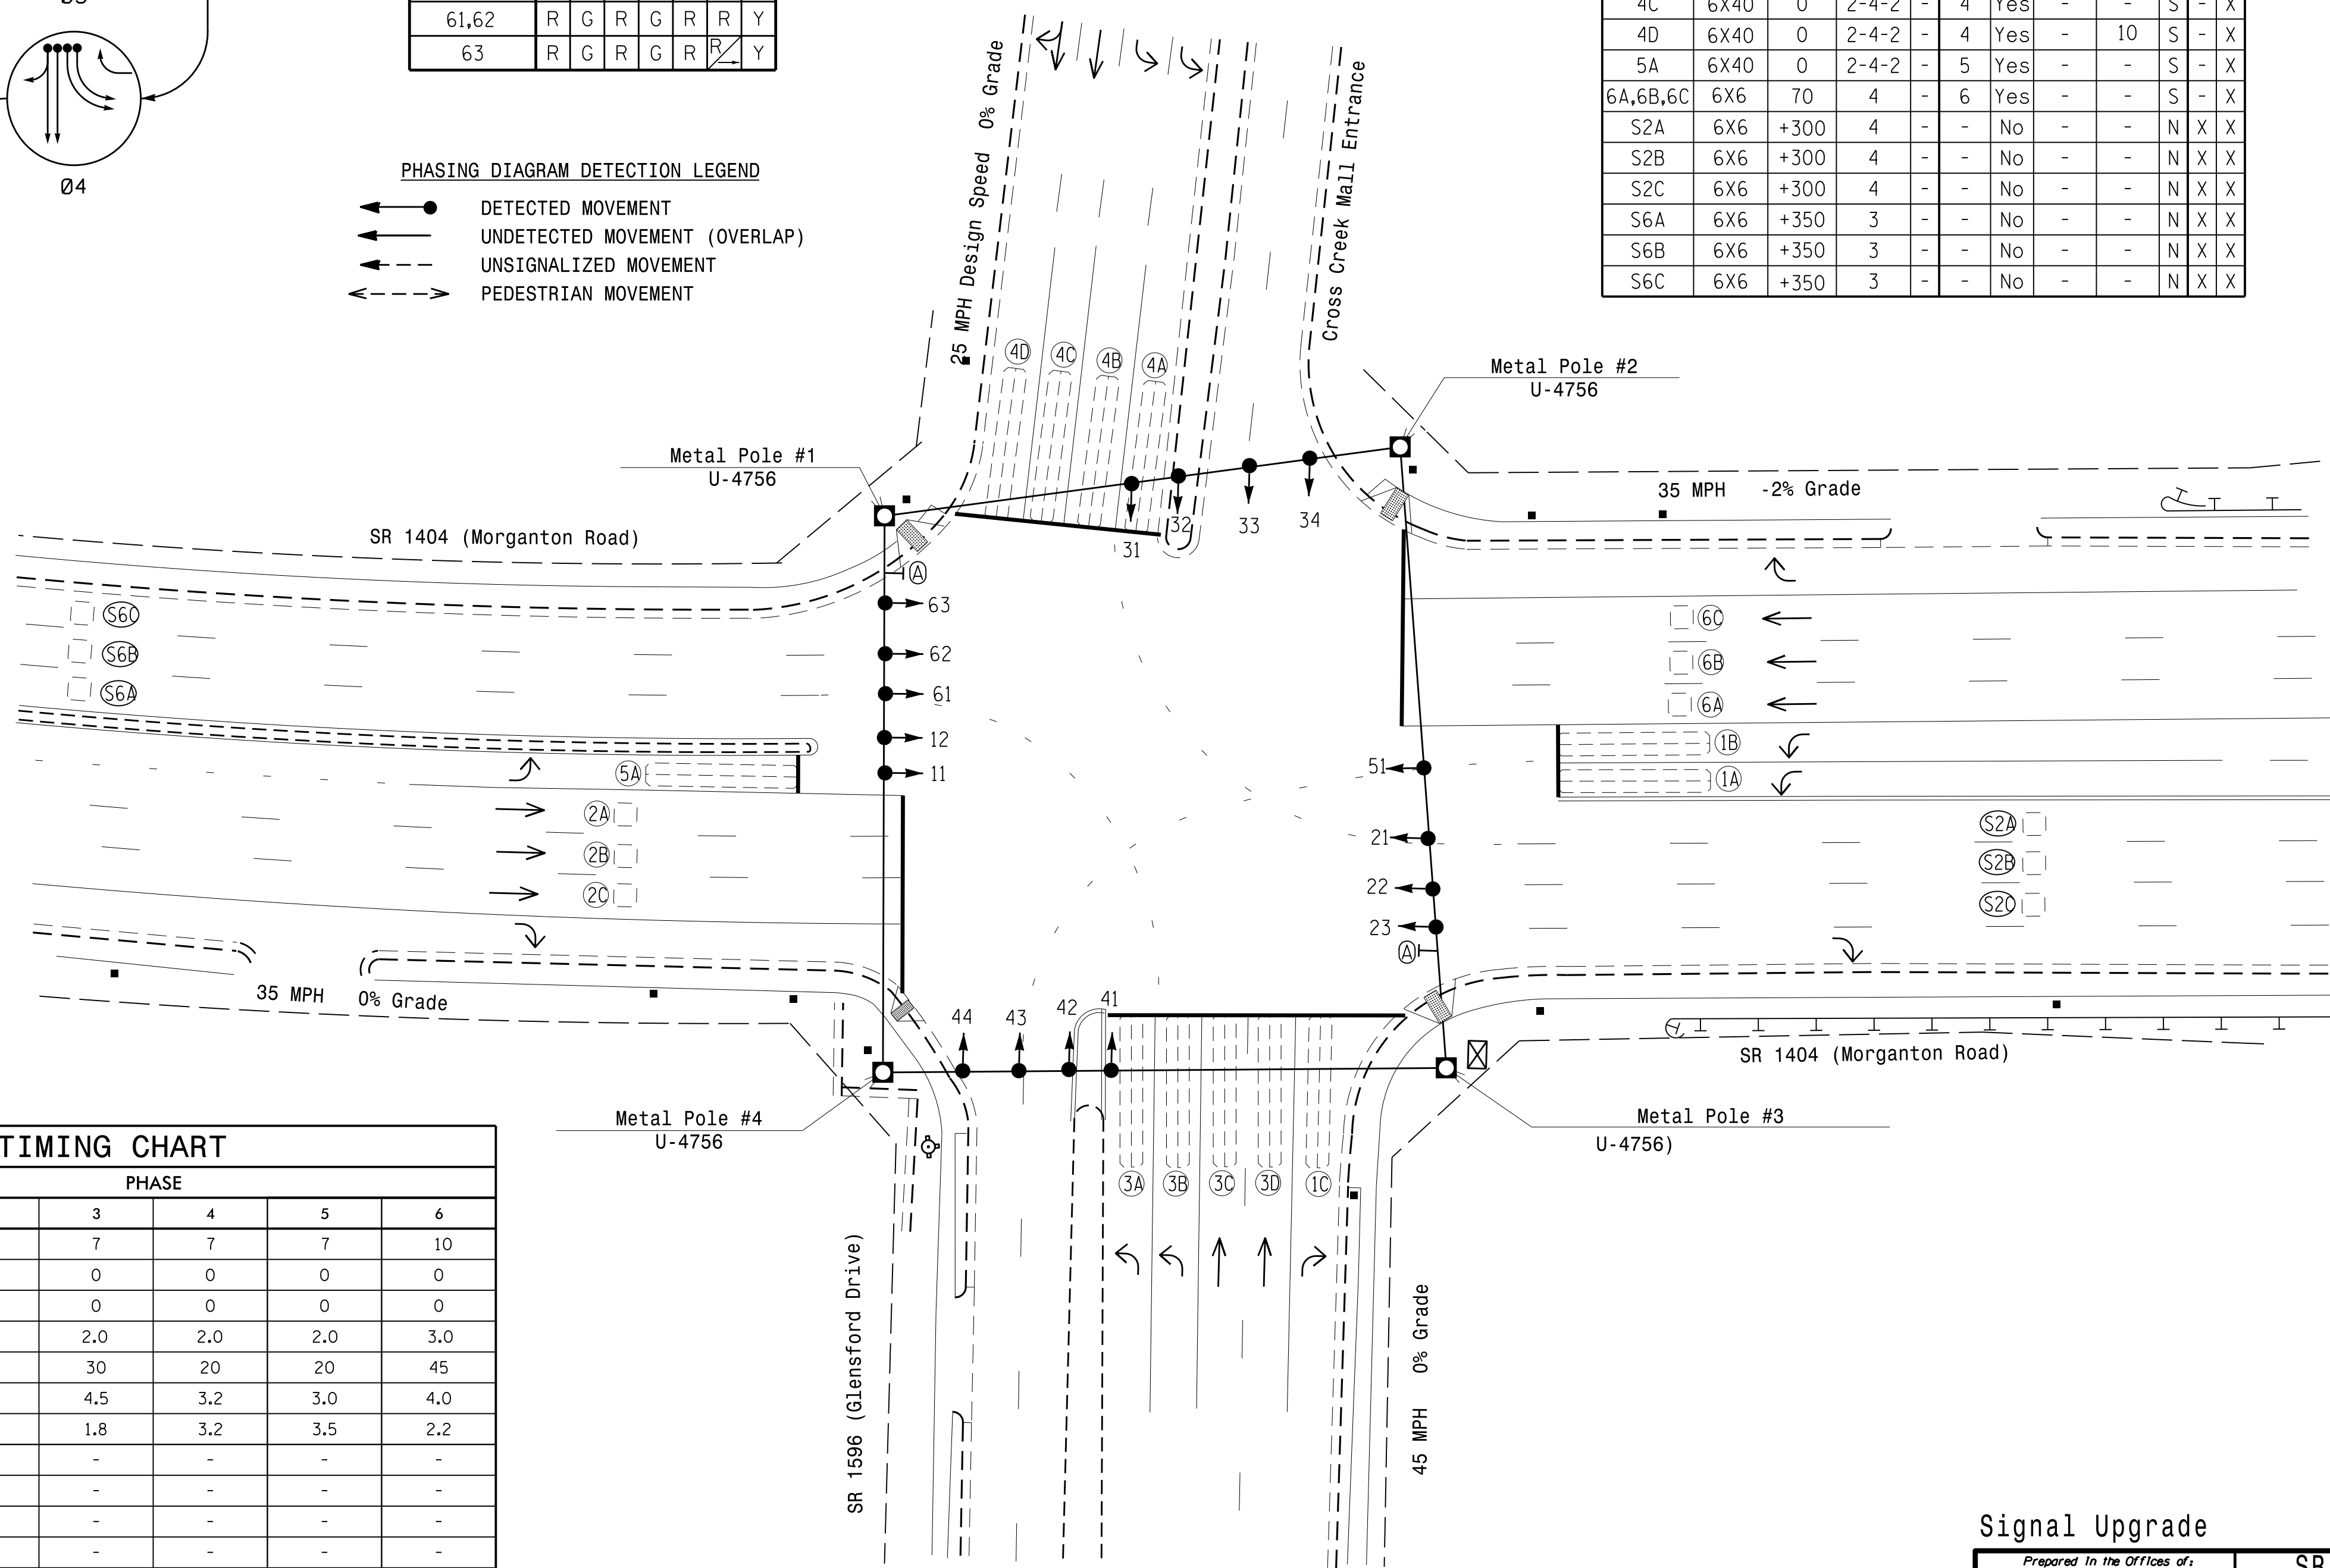 Ø4
61,62 R G R G R R Y
63 R G R G R R Y
PHASING DIAGRAM DETECTION LEGEND
DETECTED MOVEMENT
UNDETECTED MOVEMENT (OVERLAP)
UNSIGNALIZED MOVEMENT
PEDESTRIAN MOVEMENT
4C 6X40 0 2-4-2 - 4 Yes - - S - X
4D 6X40 0 2-4-2 - 4 Yes - 10 S - X
5A 6X40 0 2-4-2 - 5 Yes - - S - X
6A,6B,6C 6X6 70 4 - 6 Yes - - S - X
S2A 6X6 +300 4 - - No - - N X X
S2B 6X6 +300 4 - - No - - N X X
S2C 6X6 +300 4 - - No - - N X X
S6A 6X6 +350 3 - - No - - N X X
S6B 6X6 +350 3 - - No - - N X X
S6C 6X6 +350 3 - - No - - N X X
25 MPH Design Speed 0% Grade
Cross Creek Mall Entrance
4D 4C 4B 4A
Metal Pole #2
U-4756
Metal Pole #1
U-4756
31 32 33 34
35 MPH -2% Grade
SR 1404 (Morganton Road)
A
63
62
61
12
11
S6C
S6B
S6A
5A
2A
2B
2C
6C
6B
6A
1B
1A
51
21
22
23
A
S2A
S2B
S2C
35 MPH 0% Grade
44 43 42 41
SR 1404 (Morganton Road)
Metal Pole #4
U-4756
Metal Pole #3
U-4756)
3A 3B 3C 3D 1C
SR 1596 (Glensford Drive)
45 MPH 0% Grade
TIMING CHART
PHASE
3 4 5 6
7 7 7 10
0 0 0 0
0 0 0 0
2.0 2.0 2.0 3.0
30 20 20 45
4.5 3.2 3.0 4.0
1.8 3.2 3.5 2.2
- - - -
- - - -
- - - -
- - - -
Signal Upgrade
Prepared in the Offices of:
SR